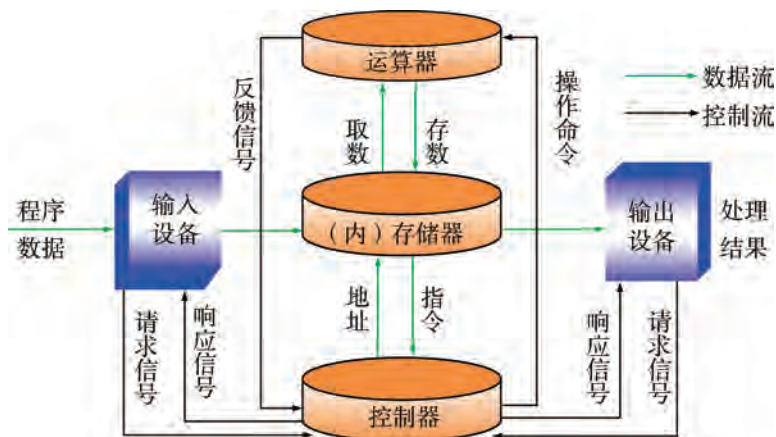 运算器
反馈信号
取数
存数
操作命令
数据流
控制流
程序
数据
输入
设备
（内）存储器
输出
设备
处理
结果
地址
指令
请求信号
响应信号
响应信号
请求信号
控制器